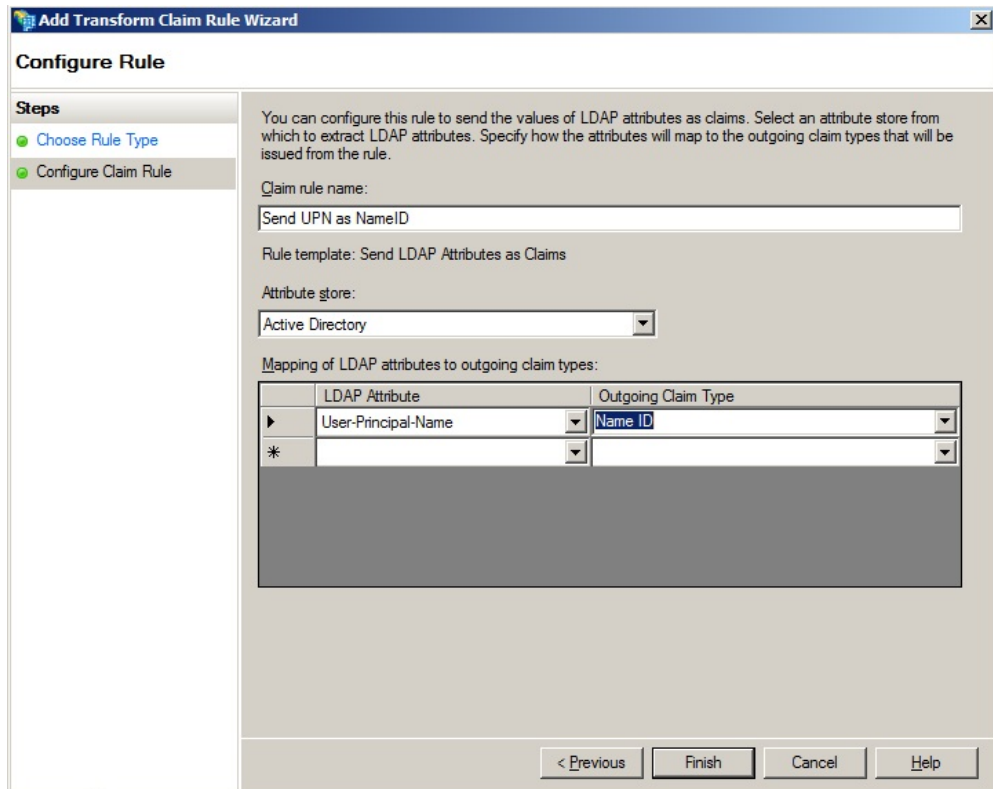 Add Transform Claim Rule Wizard
Configure Rule
Steps
Choose Rule Type
Configure Claim Rule
You can configure this rule to send the values of LDAP attributes as claims. Select an attribute store from
which to extract LDAP attributes. Specify how the attributes will map to the outgoing claim types that will be
issued from the rule.
Claim rule name:
Send UPN as NameID
Rule template: Send LDAP Attributes as Claims
Attribute store:
Active Directory
Mapping of LDAP attributes to outgoing claim types:
LDAP Attribute Outgoing Claim Type
User-Principal-Name Name ID
< Previous Finish Cancel Help